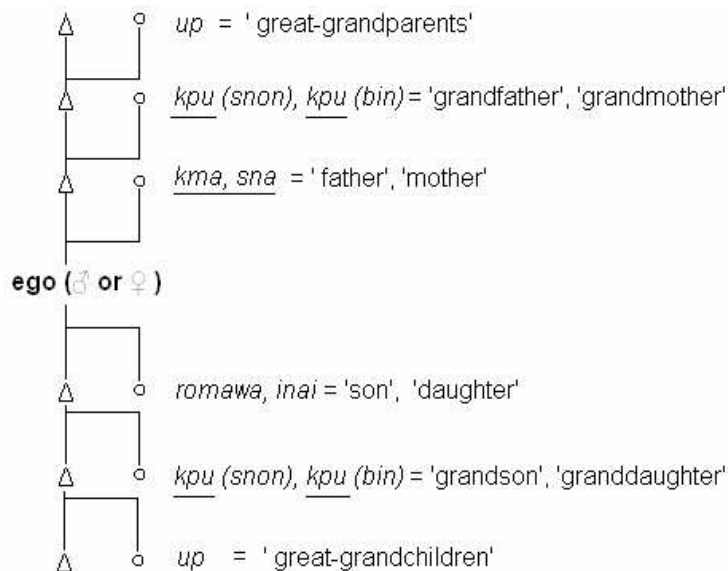 up = ' great-grandparents'
kpu (snon), kpu (bin) = 'grandfather', 'grandmother'
kma, sna = ' father', 'mother'
ego (♂ or ♀ )
romawa, inai = 'son', 'daughter'
kpu (snon), kpu (bin) = 'grandson', 'granddaughter'
up = ' great-grandchildren'